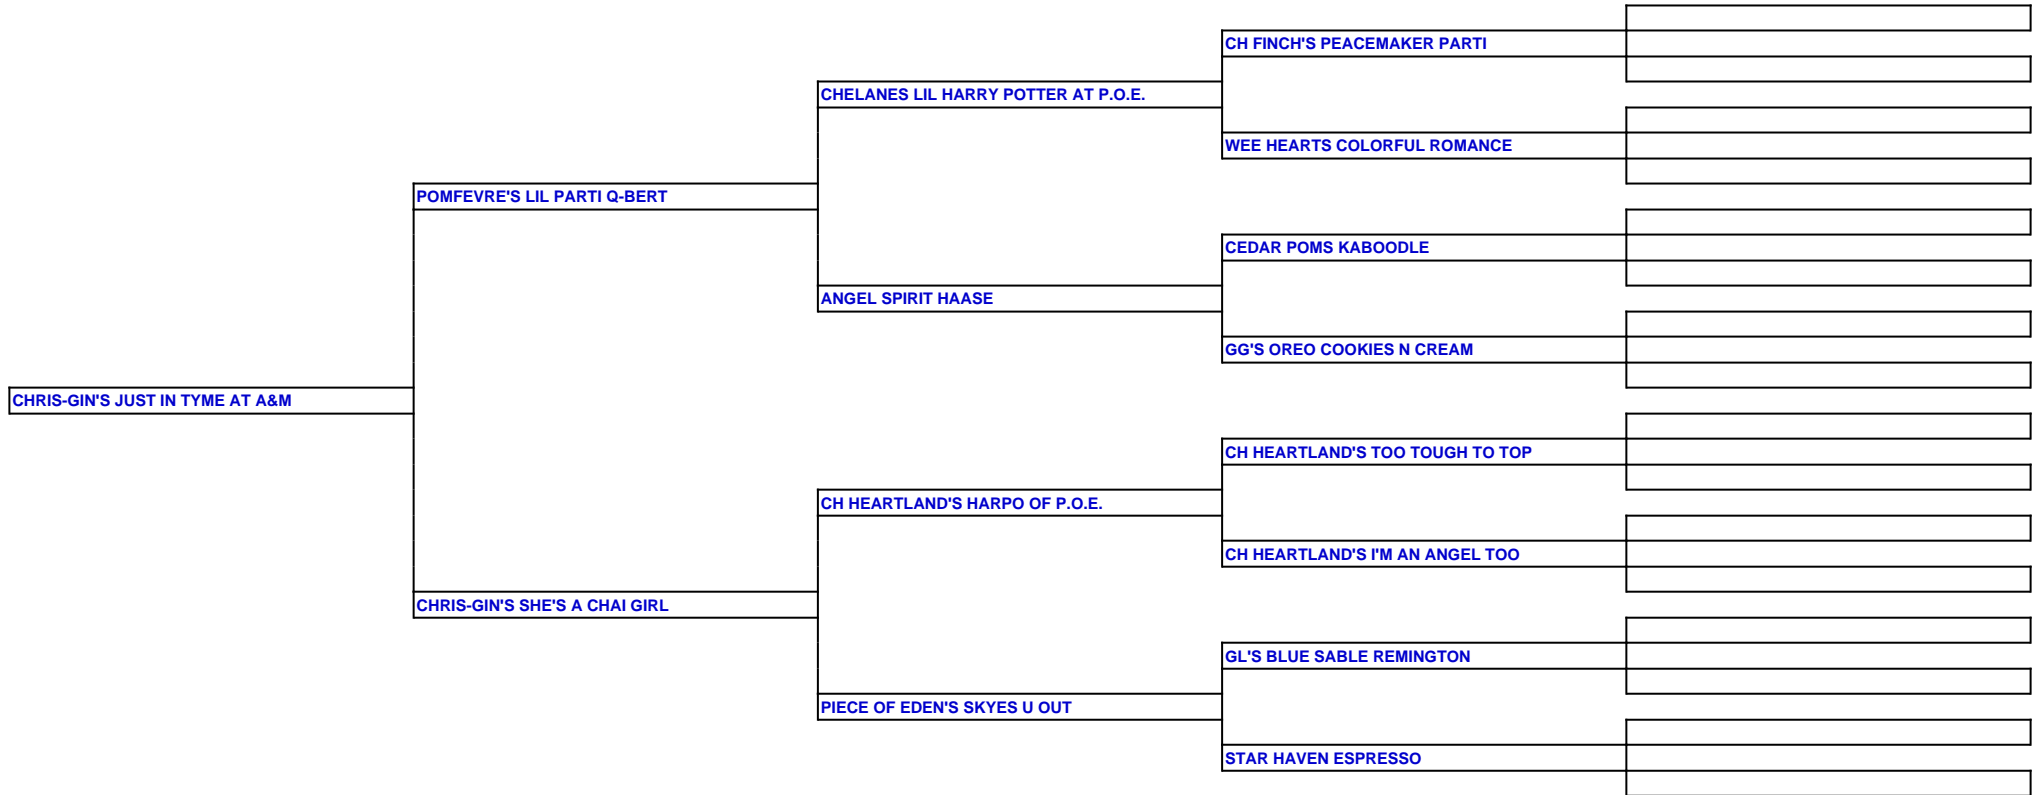 CH FINCH'S PEACEMAKER PARTI
CHELANES LIL HARRY POTTER AT P.O.E.
WEE HEARTS COLORFUL ROMANCE
POMFEVRE'S LIL PARTI Q-BERT
CEDAR POMS KABOODLE
ANGEL SPIRIT HAASE
GG'S OREO COOKIES N CREAM
CHRIS-GIN'S JUST IN TYME AT A&M
CH HEARTLAND'S TOO TOUGH TO TOP
CH HEARTLAND'S HARPO OF P.O.E.
CH HEARTLAND'S I'M AN ANGEL TOO
CHRIS-GIN'S SHE'S A CHAI GIRL
GL'S BLUE SABLE REMINGTON
PIECE OF EDEN'S SKYES U OUT
STAR HAVEN ESPRESSO